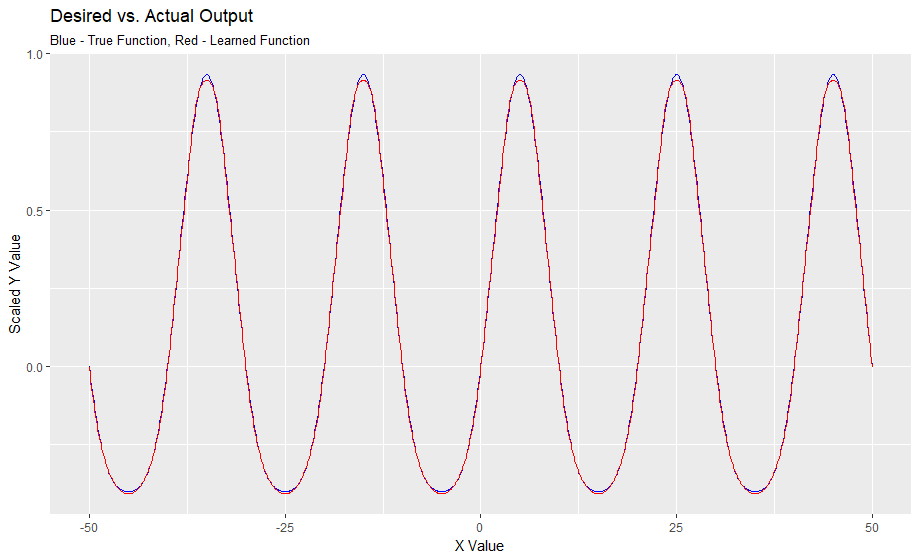 Desired vs. Actual Output
Blue - True Function, Red - Learned Function
1.0
0.5
0.0
Scaled Y Value
-50
-25
0
25
50
X Value